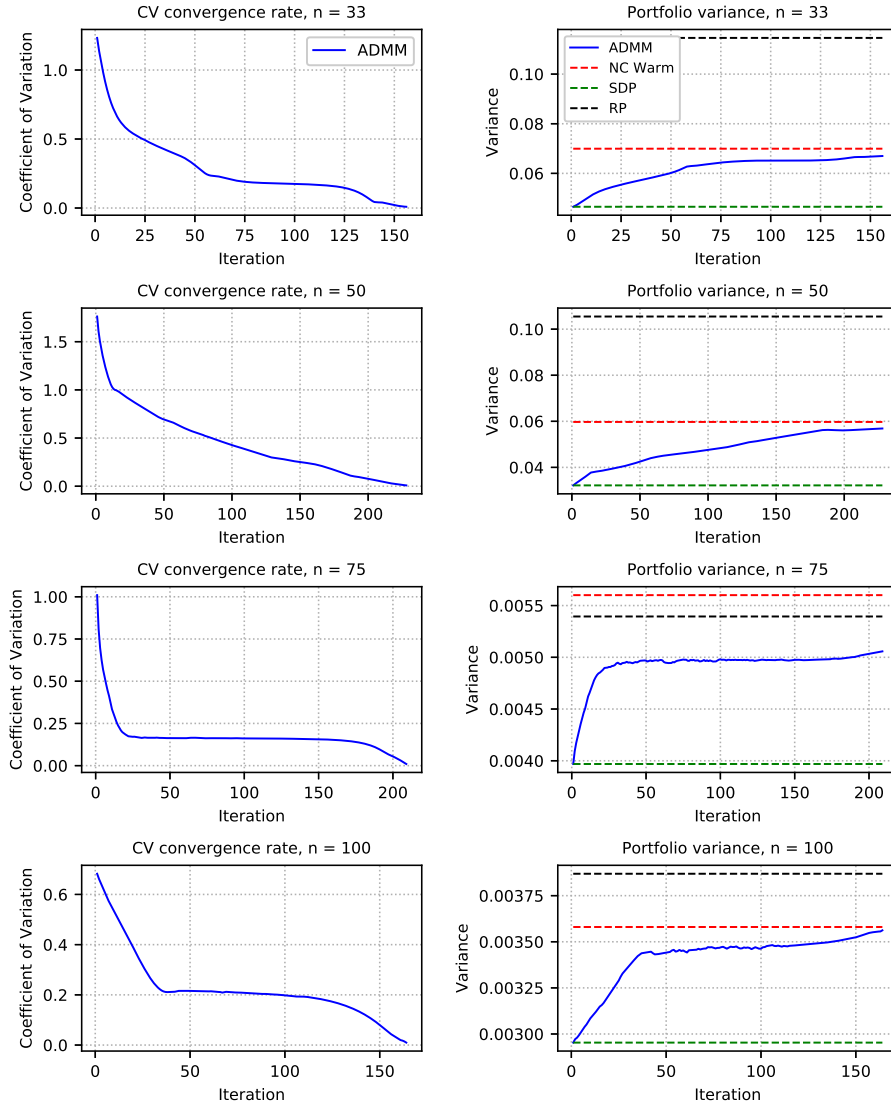 CV convergence rate, n = 33
Coefficient of Variation
1.0
0.5
0.0
ADMM
0 25 50 75 100 125 150
Iteration
Portfolio variance, n = 33
Variance
0.10
0.08
0.06
ADMM
NC Warm
SDP
RP
0 25 50 75 100 125 150
Iteration
CV convergence rate, n = 50
Coefficient of Variation
1.5
1.0
0.5
0.0
0 50 100 150 200
Iteration
Portfolio variance, n = 50
Variance
0.10
0.08
0.06
0.04
0 50 100 150 200
Iteration
CV convergence rate, n = 75
Coefficient of Variation
1.00
0.75
0.50
0.25
0.00
0 50 100 150 200
Iteration
Portfolio variance, n = 75
Variance
0.0055
0.0050
0.0045
0.0040
0 50 100 150 200
Iteration
CV convergence rate, n = 100
Coefficient of Variation
0.6
0.4
0.2
0.0
0 50 100 150
Iteration
Portfolio variance, n = 100
Variance
0.00375
0.00350
0.00325
0.00300
0 50 100 150
Iteration